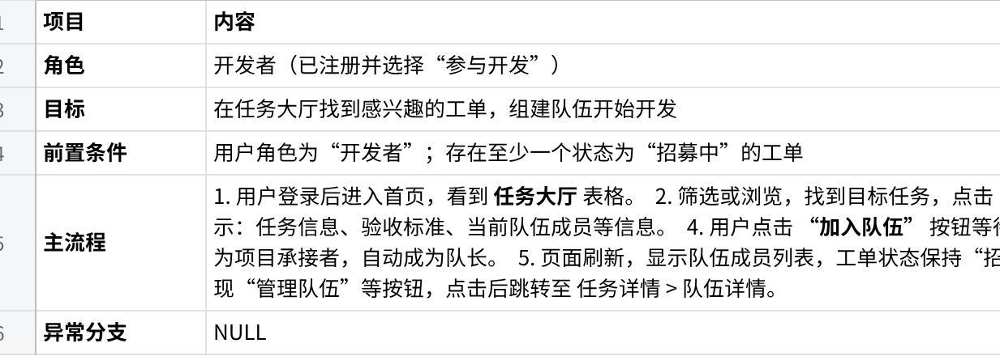 1 项目 内容
2 角色 开发者（已注册并选择“参与开发”）
3 目标 在任务大厅找到感兴趣的工单，组建队伍开始开发
4 前置条件 用户角色为“开发者”；存在至少一个状态为“招募中”的工单
1. 用户登录后进入首页，看到 任务大厅 表格。 2. 筛选或浏览，找到目标任务，点击
示：任务信息、验收标准、当前队伍成员等信息。 4. 用户点击 “加入队伍” 按钮等
5 主流程
为项目承接者，自动成为队长。 5. 页面刷新，显示队伍成员列表，工单状态保持“招
现“管理队伍”等按钮，点击后跳转至 任务详情 > 队伍详情。
6 异常分支 NULL